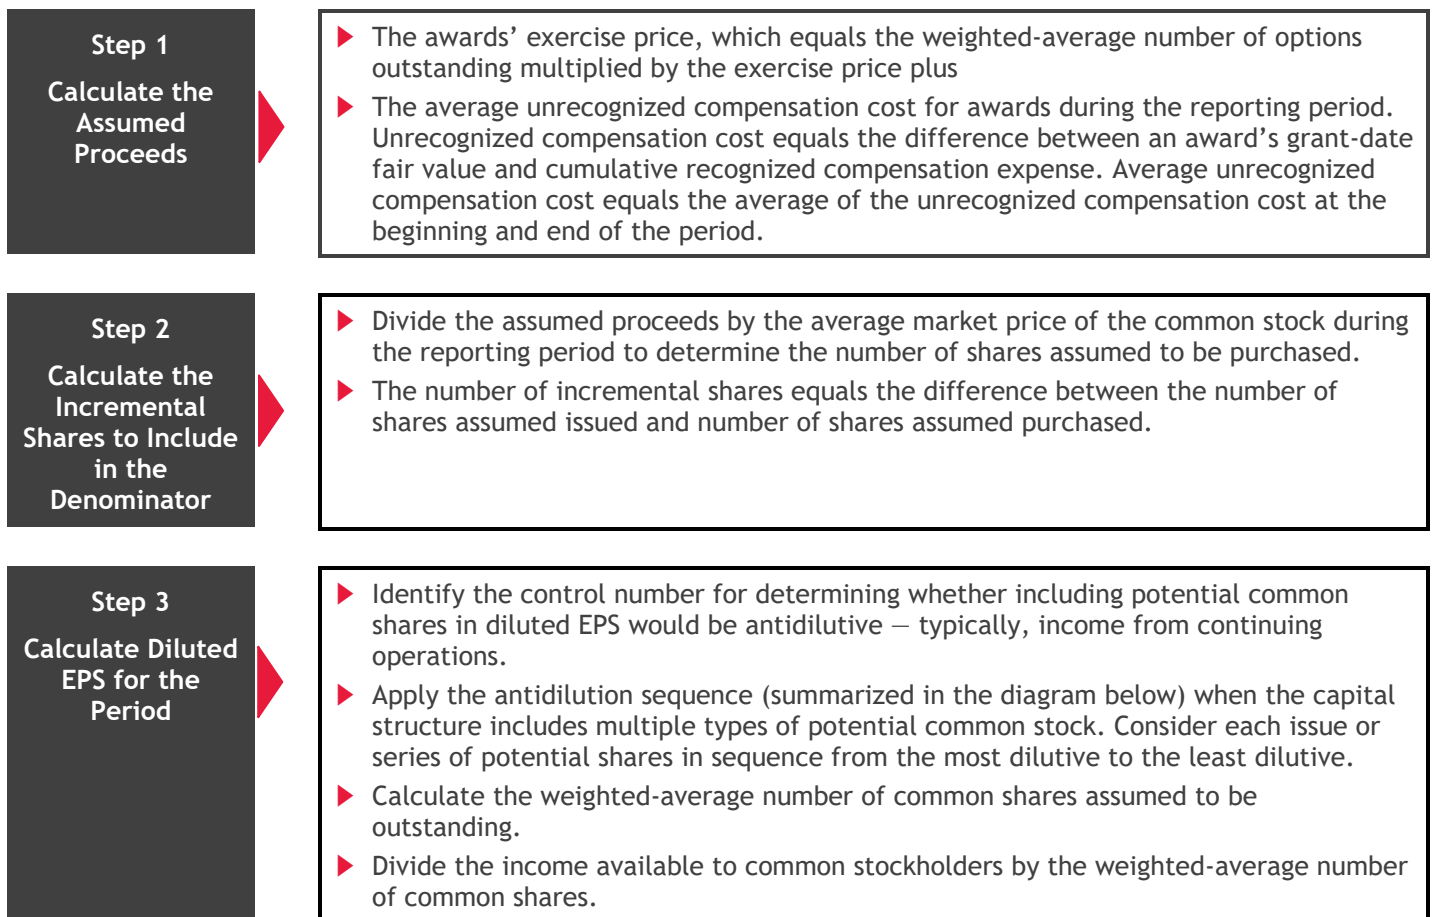 Step 1
Calculate the
Assumed
Proceeds
The awards’ exercise price, which equals the weighted-average number of options
outstanding multiplied by the exercise price plus
The average unrecognized compensation cost for awards during the reporting period.
Unrecognized compensation cost equals the difference between an award’s grant-date
fair value and cumulative recognized compensation expense. Average unrecognized
compensation cost equals the average of the unrecognized compensation cost at the
beginning and end of the period.
Step 2
Calculate the
Incremental
Shares to Include
in the
Denominator
Divide the assumed proceeds by the average market price of the common stock during
the reporting period to determine the number of shares assumed to be purchased.
The number of incremental shares equals the difference between the number of
shares assumed issued and number of shares assumed purchased.
Step 3
Calculate Diluted
EPS for the
Period
Identify the control number for determining whether including potential common
shares in diluted EPS would be antidilutive — typically, income from continuing
operations.
Apply the antidilution sequence (summarized in the diagram below) when the capital
structure includes multiple types of potential common stock. Consider each issue or
series of potential shares in sequence from the most dilutive to the least dilutive.
Calculate the weighted-average number of common shares assumed to be
outstanding.
Divide the income available to common stockholders by the weighted-average number
of common shares.